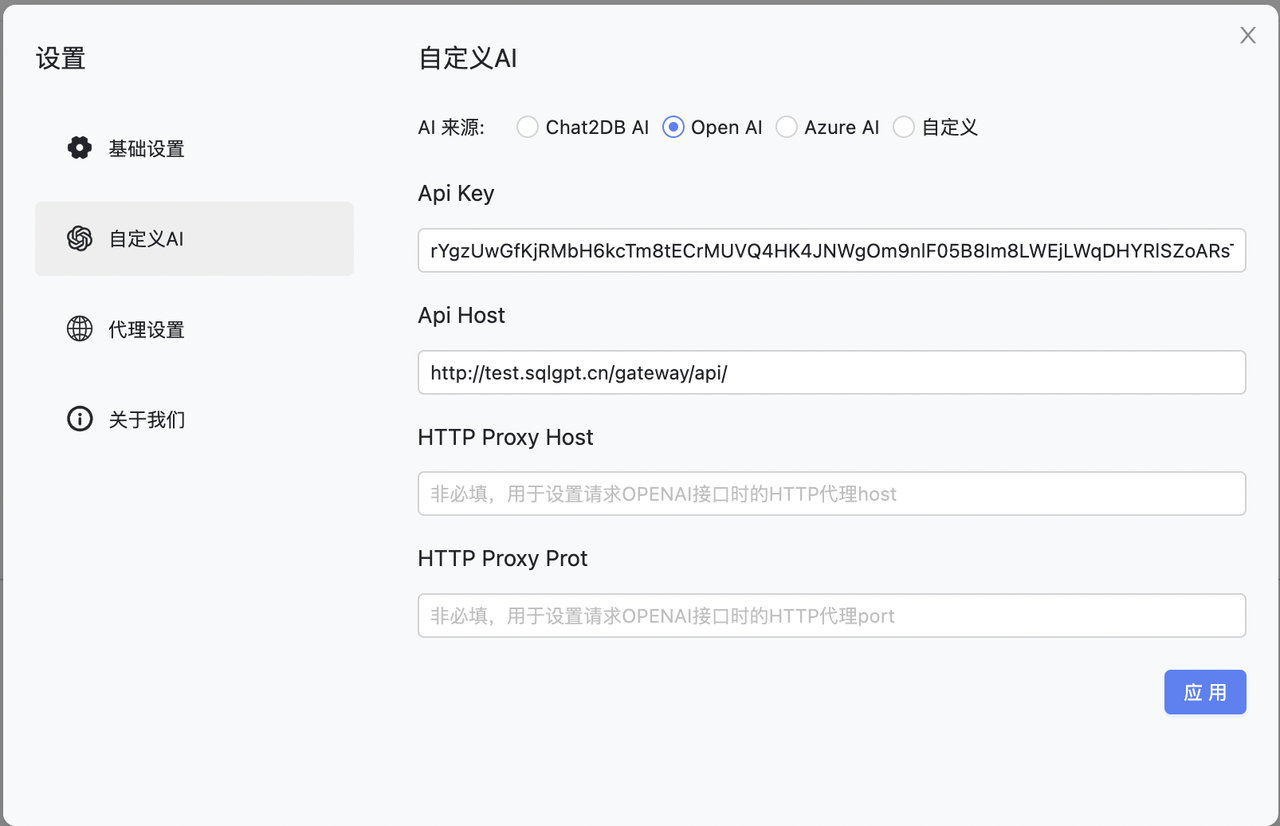 设置
基础设置
自定义AI
代理设置
关于我们
自定义AI
AI 来源: Chat2DB AI Open AI Azure AI 自定义
Api Key
rYgzUwGfKjRMbH6kcTm8tECrMUVQ4HK4JNWgOm9nlF05B8Im8LWEjLWqDHYRlSZoARs
Api Host
http://test.sqlgpt.cn/gateway/api/
HTTP Proxy Host
非必填，用于设置请求OPENAI接口时的HTTP代理host
HTTP Proxy Prot
非必填，用于设置请求OPENAI接口时的HTTP代理port
应 用